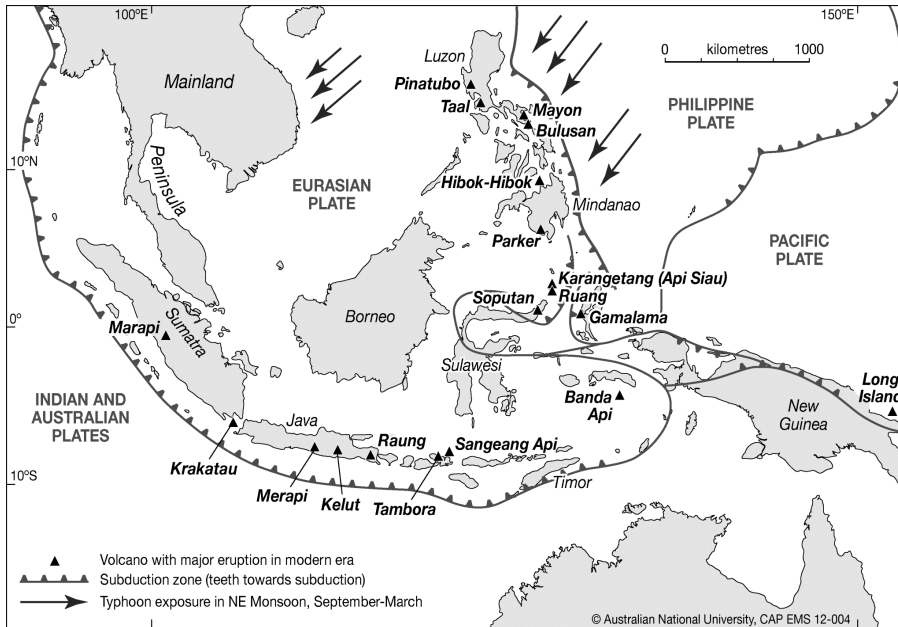 100°E
150°E
0 kilometres 1000
Luzon
Mainland
Pinatubo
Taal
Mayon
Bulusan
PHILIPPINE
PLATE
10°N
Peninsula
EURASIAN
PLATE
Hibok-Hibok
Mindanao
Parker
PACIFIC
PLATE
Karangetang (Api Siau)
Ruang
Soputan
Gamalama
0°
Marapi
Sumatra
Borneo
Sulawesi
Banda
Api
Long
Island
New
Guinea
INDIAN AND
AUSTRALIAN
PLATES
Java
Krakatau
Raung
Sangeang Api
Merapi
Kelut
Tambora
Timor
10°S
Volcano with major eruption in modern era
Subduction zone (teeth towards subduction)
Typhoon exposure in NE Monsoon, September-March
© Australian National University, CAP EMS 12-004